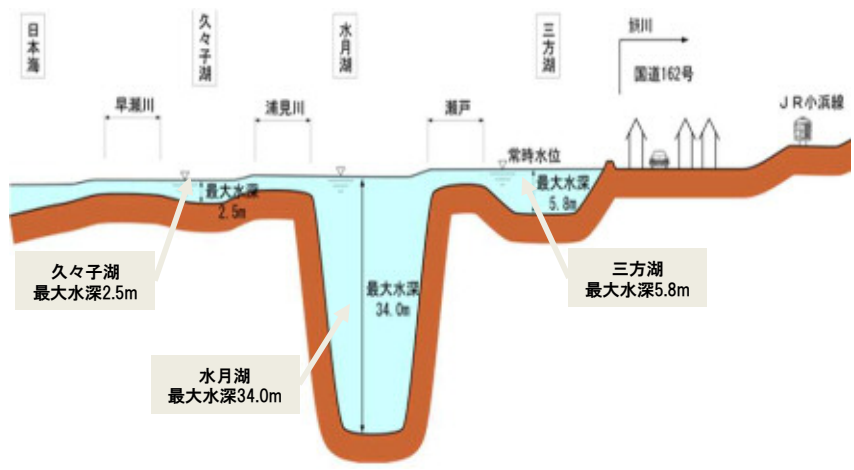 日本海
久々子湖
水月湖
三方湖
国道162号
早瀬川
浦見川
瀬戸
JR小浜線
常時水位
最大水深
2.5m
最大水深
5.8m
久々子湖
最大水深2.5m
三方湖
最大水深5.8m
最大水深
34.0m
水月湖
最大水深34.0m